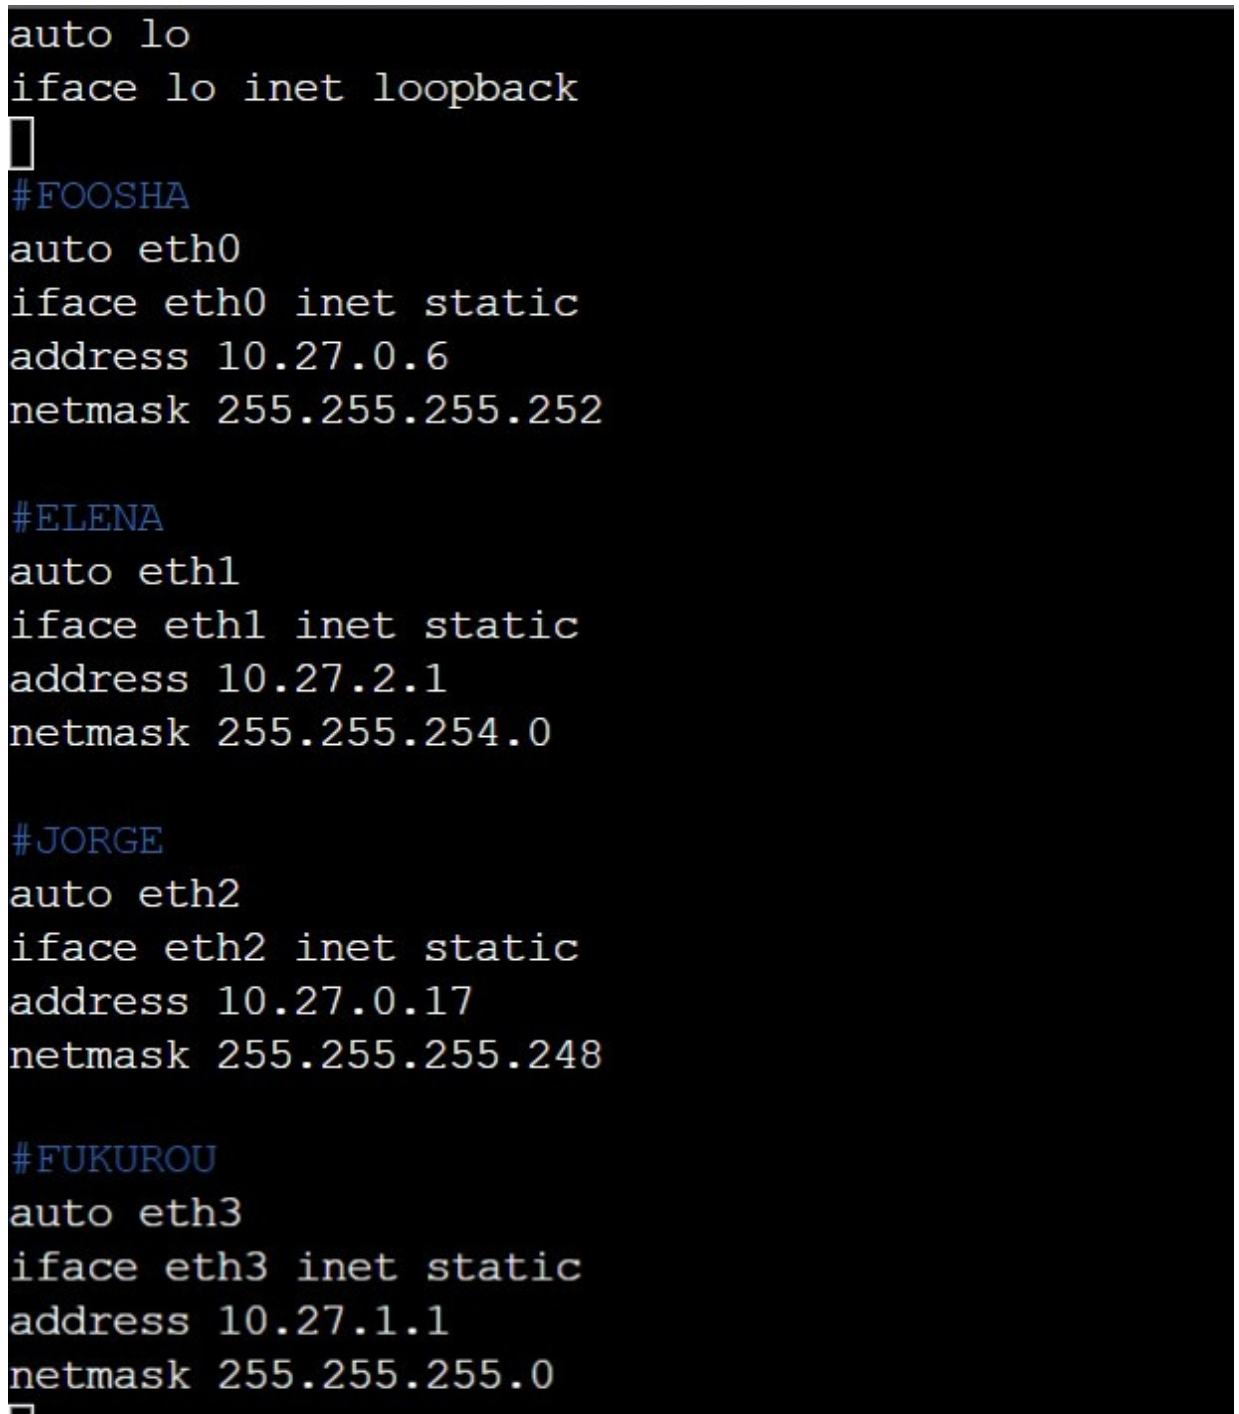 auto lo
iface lo inet loopback
#FOOSHA
auto eth0
iface eth0 inet static
address 10.27.0.6
netmask 255.255.255.252
#ELENA
auto eth1
iface eth1 inet static
address 10.27.2.1
netmask 255.255.254.0
#JORGE
auto eth2
iface eth2 inet static
address 10.27.0.17
netmask 255.255.255.248
#FUKUROU
auto eth3
iface eth3 inet static
address 10.27.1.1
netmask 255.255.255.0